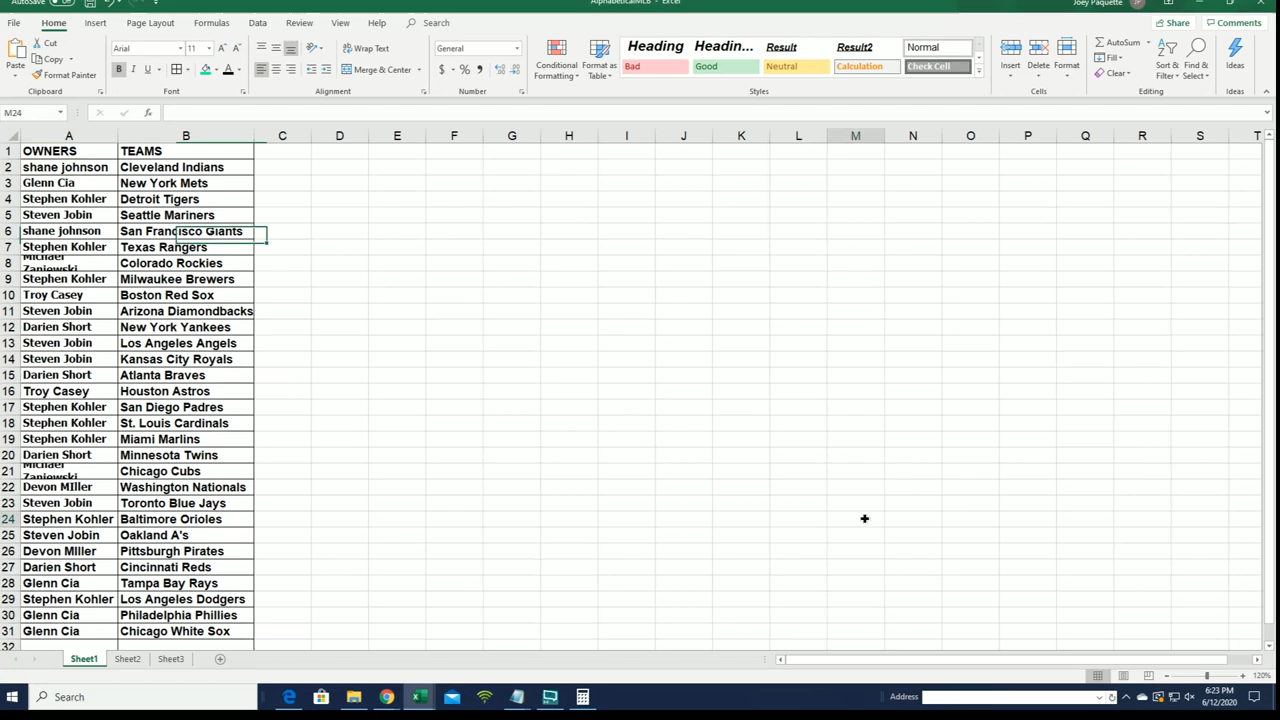 AutoSave Off AlphabeticalMLB - Excel Joey Paquette JP
File Home Insert Page Layout Formulas Data Review View Help Search Share Comments
Paste Cut Copy Format Painter Clipboard
Arial 11 B I U A Font
Wrap Text Merge & Center Alignment
General $ % Number
Conditional Formatting Format as Table
Heading Headin... Result Result2 Normal
Bad Good Neutral Calculation Check Cell
Styles
Insert Delete Format Cells
AutoSum Fill Clear Sort & Filter Find & Select Editing
Ideas Ideas
M24 fx
A B C D E F G H I J K L M N O P Q R S T
1 OWNERS TEAMS
2 shane johnson Cleveland Indians
3 Glenn Cia New York Mets
4 Stephen Kohler Detroit Tigers
5 Steven Jobin Seattle Mariners
6 shane johnson San Francisco Giants
7 Stephen Kohler Texas Rangers
8 Michael Zaniewski Colorado Rockies
9 Stephen Kohler Milwaukee Brewers
10 Troy Casey Boston Red Sox
11 Steven Jobin Arizona Diamondbacks
12 Darien Short New York Yankees
13 Steven Jobin Los Angeles Angels
14 Steven Jobin Kansas City Royals
15 Darien Short Atlanta Braves
16 Troy Casey Houston Astros
17 Stephen Kohler San Diego Padres
18 Stephen Kohler St. Louis Cardinals
19 Stephen Kohler Miami Marlins
20 Darien Short Minnesota Twins
21 Michael Zaniewski Chicago Cubs
22 Devon MIller Washington Nationals
23 Steven Jobin Toronto Blue Jays
24 Stephen Kohler Baltimore Orioles
25 Steven Jobin Oakland A's
26 Devon MIller Pittsburgh Pirates
27 Darien Short Cincinnati Reds
28 Glenn Cia Tampa Bay Rays
29 Stephen Kohler Los Angeles Dodgers
30 Glenn Cia Philadelphia Phillies
31 Glenn Cia Chicago White Sox
32
Sheet1 Sheet2 Sheet3
120%
Search Address 6:23 PM
6/12/2020